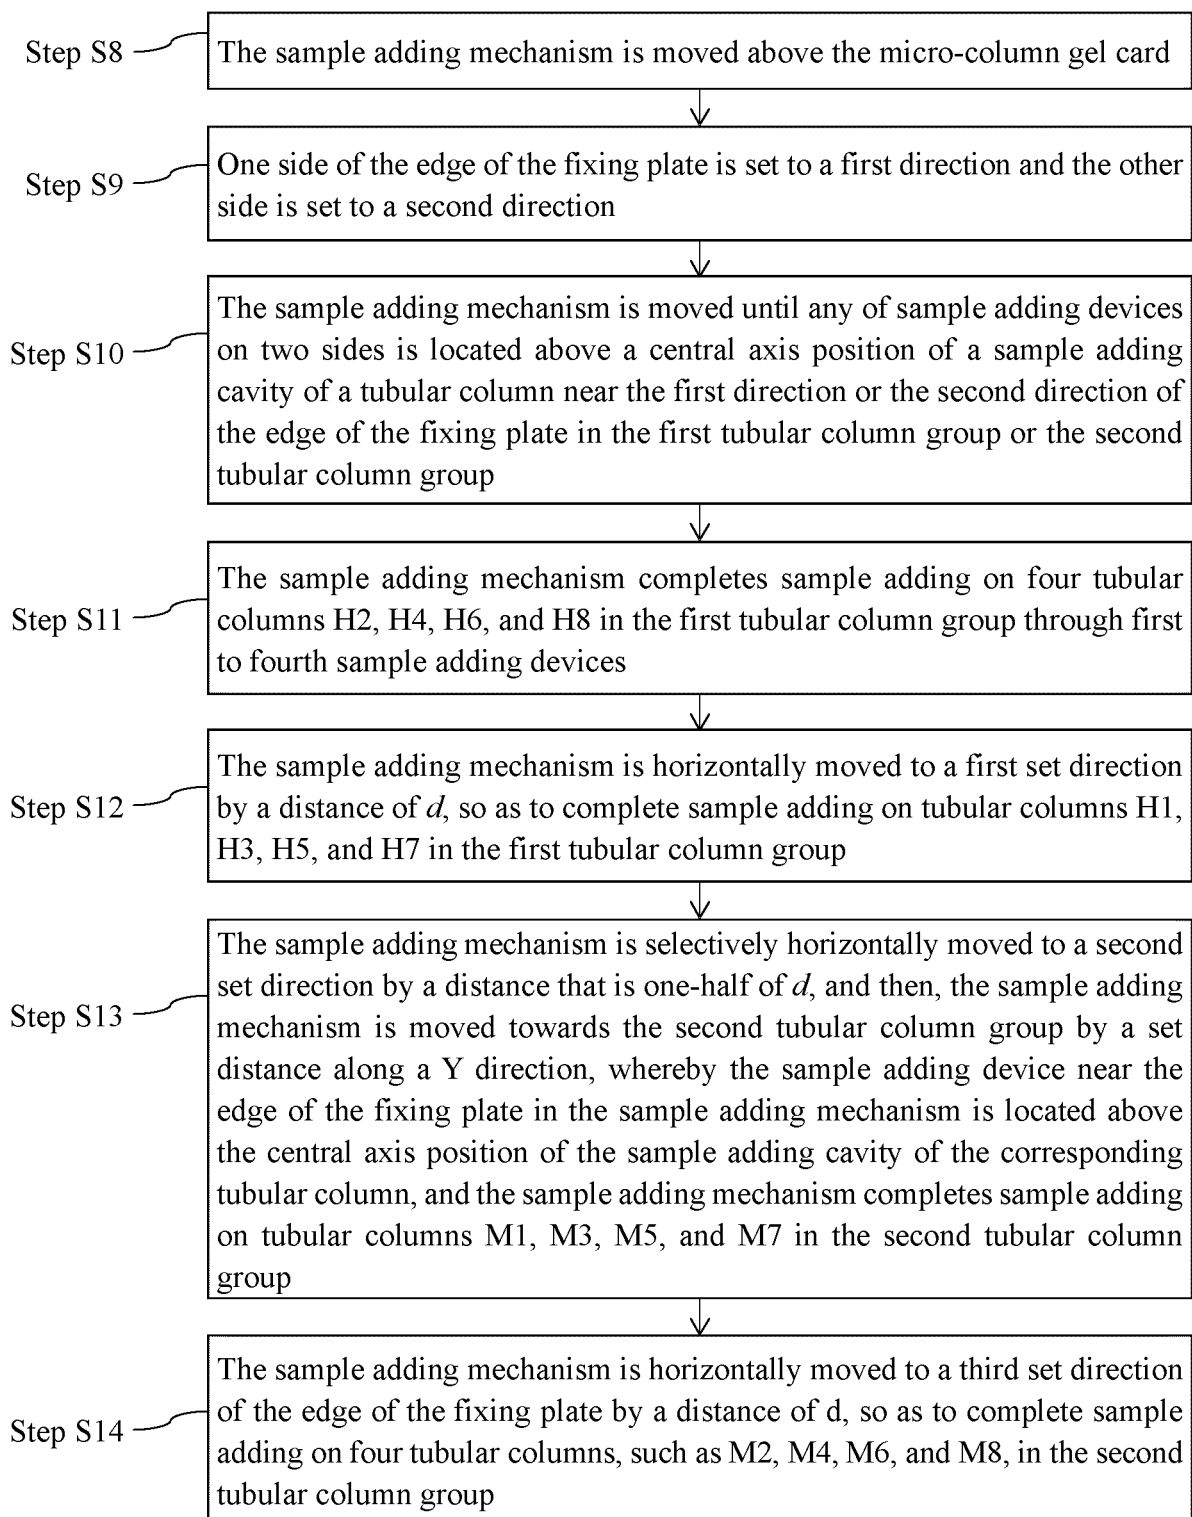 Step S8
The sample adding mechanism is moved above the micro-column gel card
Step S9
One side of the edge of the fixing plate is set to a first direction and the other
side is set to a second direction
Step S10
The sample adding mechanism is moved until any of sample adding devices
on two sides is located above a central axis position of a sample adding
cavity of a tubular column near the first direction or the second direction of
the edge of the fixing plate in the first tubular column group or the second
tubular column group
Step S11
The sample adding mechanism completes sample adding on four tubular
columns H2, H4, H6, and H8 in the first tubular column group through first
to fourth sample adding devices
Step S12
The sample adding mechanism is horizontally moved to a first set direction
by a distance of d, so as to complete sample adding on tubular columns H1,
H3, H5, and H7 in the first tubular column group
Step S13
The sample adding mechanism is selectively horizontally moved to a second
set direction by a distance that is one-half of d, and then, the sample adding
mechanism is moved towards the second tubular column group by a set
distance along a Y direction, whereby the sample adding device near the
edge of the fixing plate in the sample adding mechanism is located above
the central axis position of the sample adding cavity of the corresponding
tubular column, and the sample adding mechanism completes sample adding
on tubular columns M1, M3, M5, and M7 in the second tubular column
group
Step S14
The sample adding mechanism is horizontally moved to a third set direction
of the edge of the fixing plate by a distance of d, so as to complete sample
adding on four tubular columns, such as M2, M4, M6, and M8, in the second
tubular column group